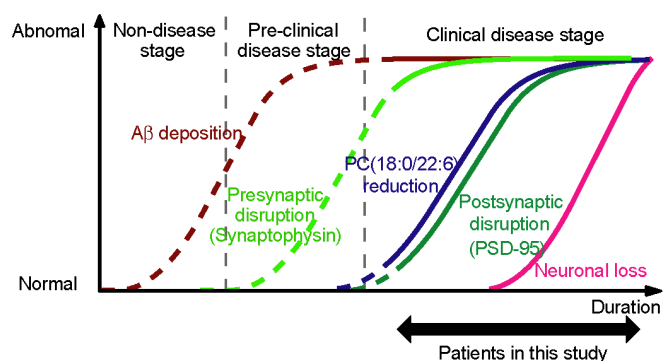 Abnomal
Non-disease
stage
Pre-clinical
disease stage
Clinical disease stage
Aβ deposition
Presynaptic
disruption
(Synaptophysin)
PC(18:0/22:6)
reduction
Postsynaptic
disruption
(PSD-95)
Neuronal loss
Normal
Duration
Patients in this study